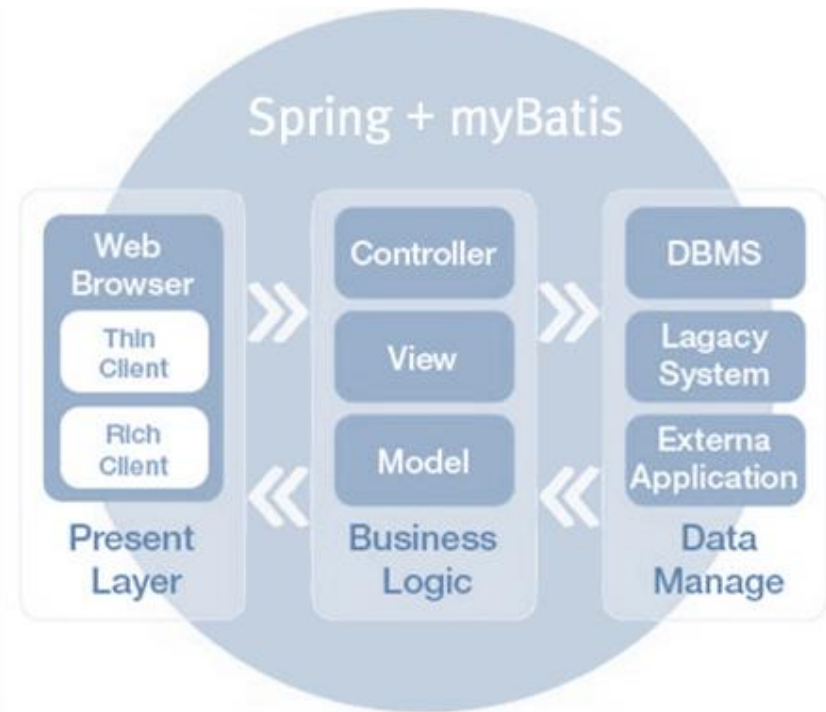 Spring + myBatis
Web
Browser
Thin
Client
Rich
Client
Present
Layer
Controller
View
Model
Business
Logic
DBMS
Lagacy
System
Externa
Application
Data
Manage